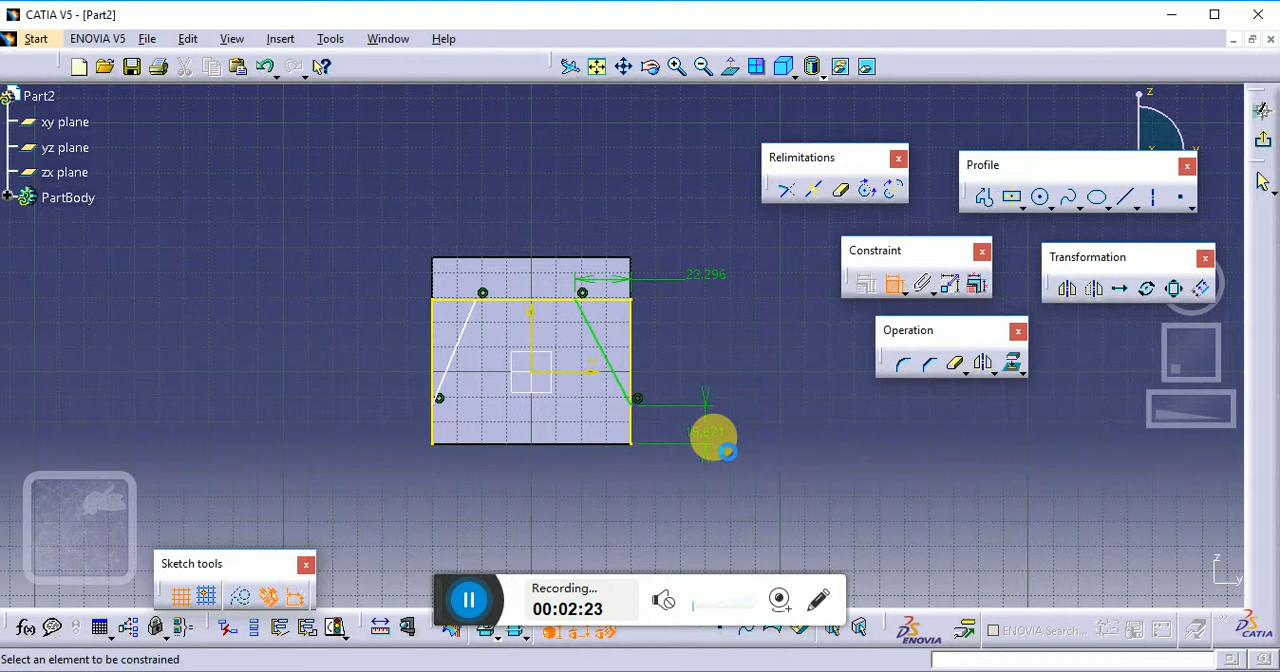 CATIA V5 - [Part2]
Start ENOVIA V5 File Edit View Insert Tools Window Help
Part2
xy plane
yz plane
zx plane
PartBody
z
Relimitations
Profile
Constraint
Transformation
Operation
22.296
Sketch tools
Recording...
00:02:23
z
y
f(x)
ENOVIA
ENOVIA Search...
CATIA
Select an element to be constrained